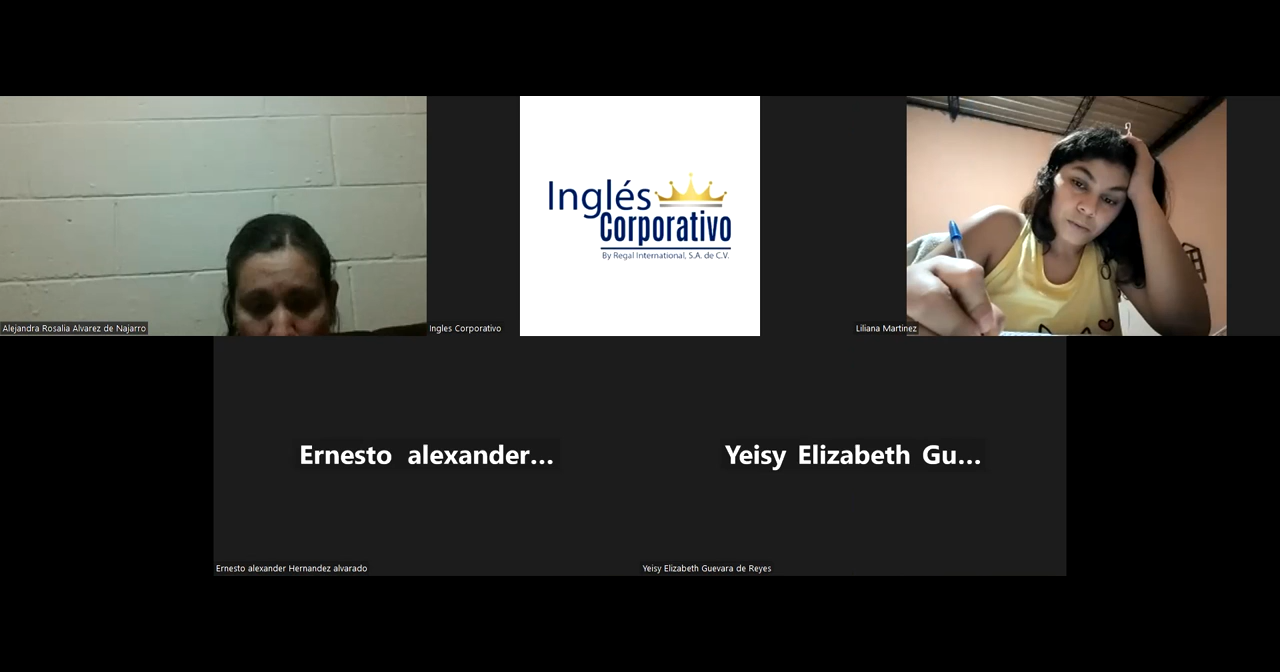 Inglés
Corporativo
By Regal International, S.A. de C.V.
Alejandra Rosalia Alvarez de Najarro
Ingles Corporativo
Liliana Martinez
Ernesto alexander...
Yeisy Elizabeth Gu...
Ernesto alexander Hernandez alvarado
Yeisy Elizabeth Guevara de Reyes